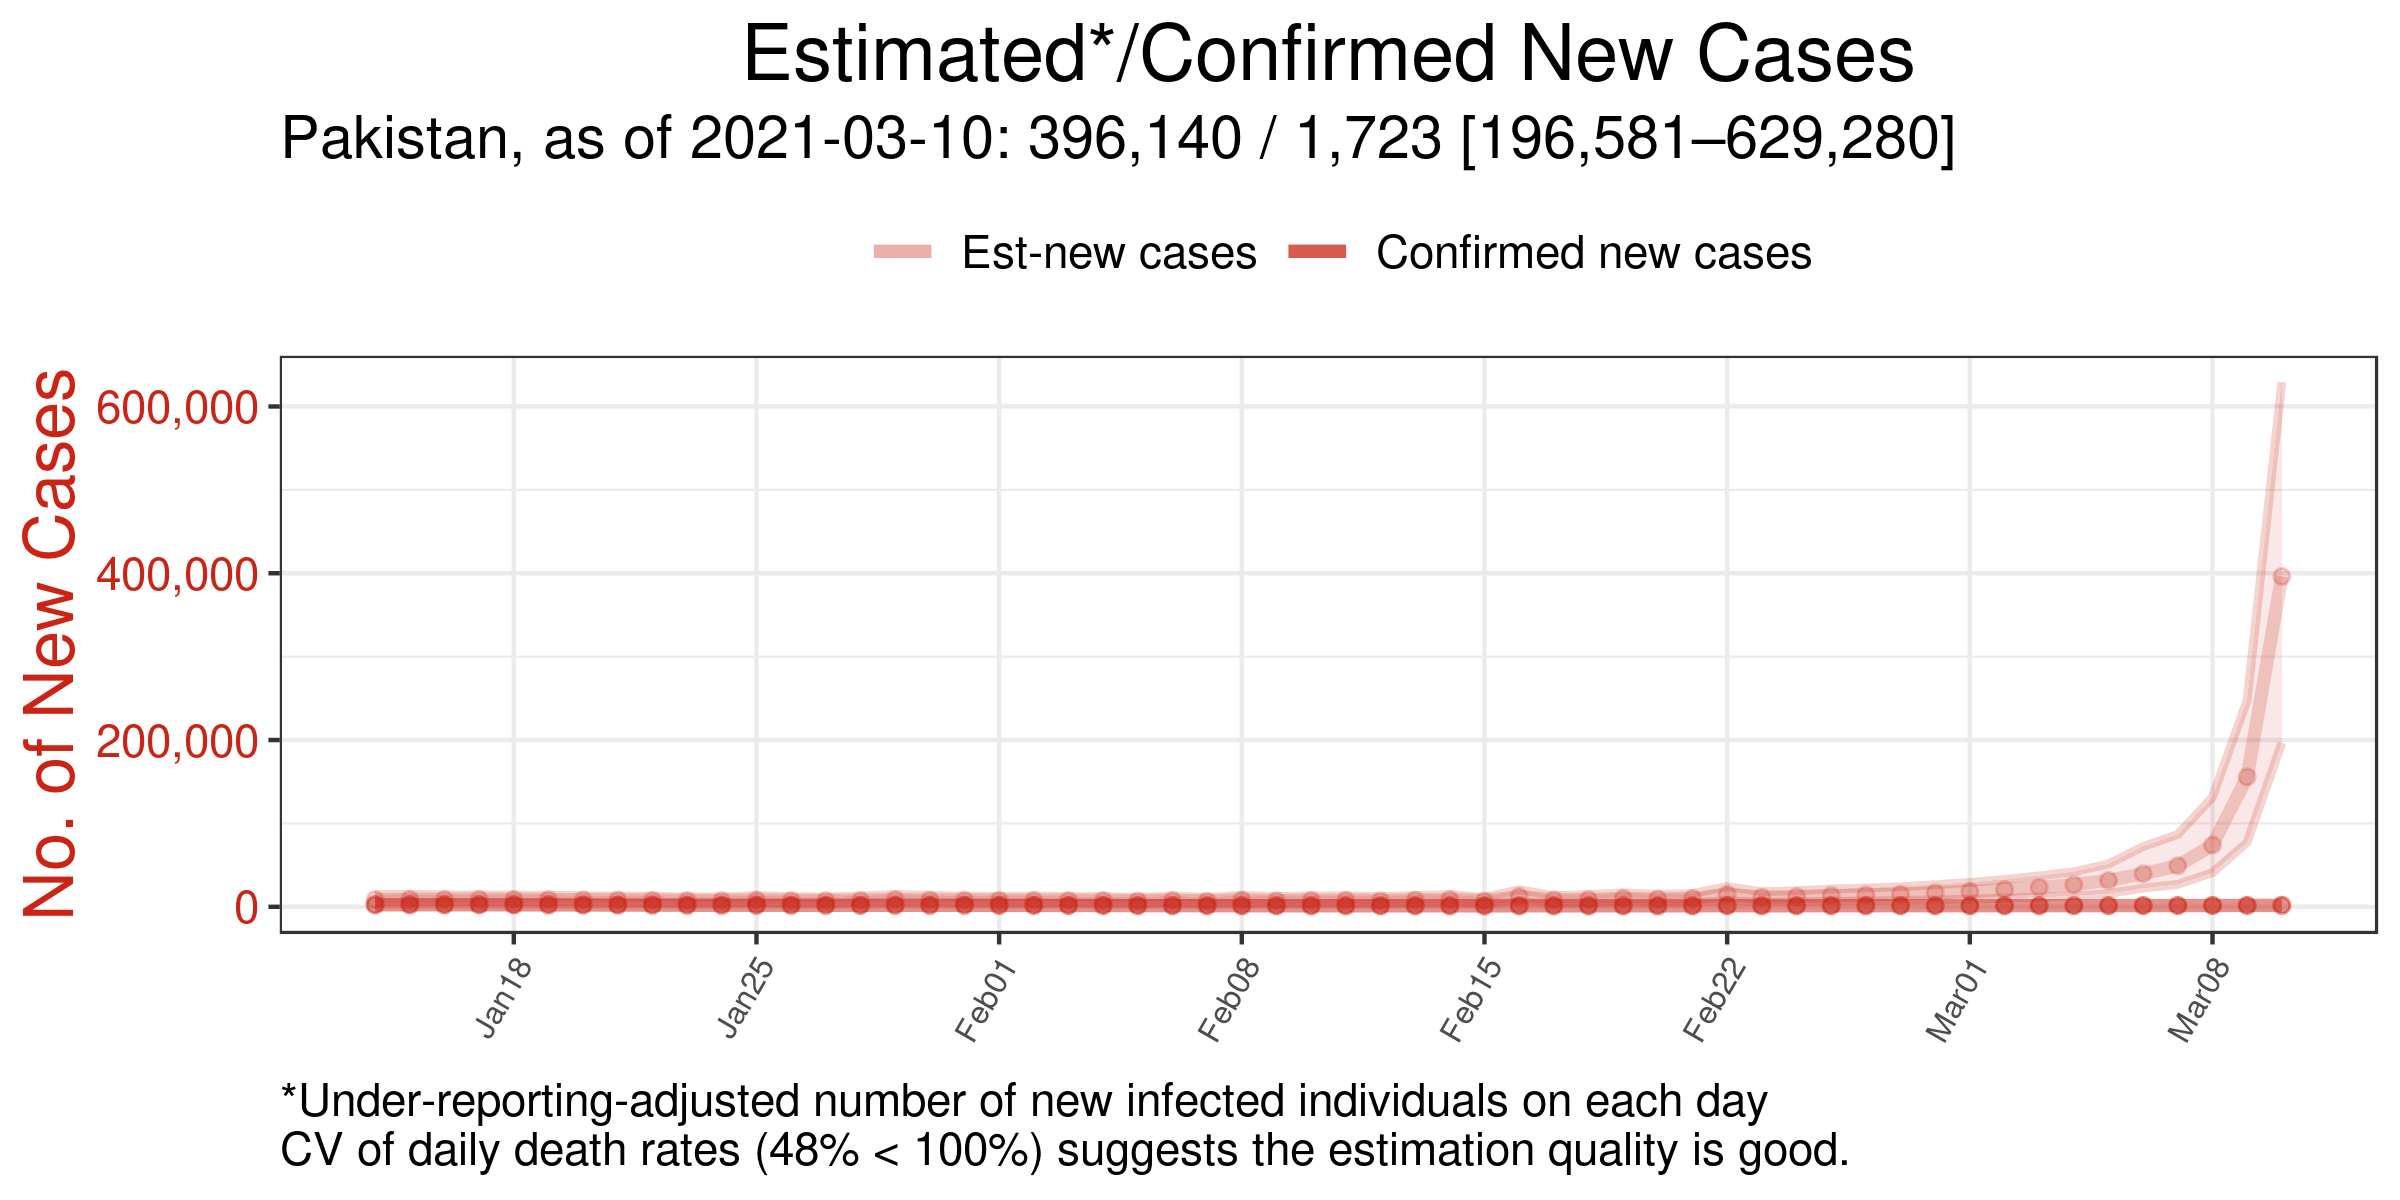 Estimated*/Confirmed New Cases
Pakistan, as of 2021-03-10: 396,140 / 1,723 [196,581–629,280]
Est-new cases
Confirmed new cases
No. of New Cases
600,000
400,000
200,000
0
Jan18
Jan25
Feb01
Feb08
Feb15
Feb22
Mar01
Mar08
*Under-reporting-adjusted number of new infected individuals on each day
CV of daily death rates (48% < 100%) suggests the estimation quality is good.